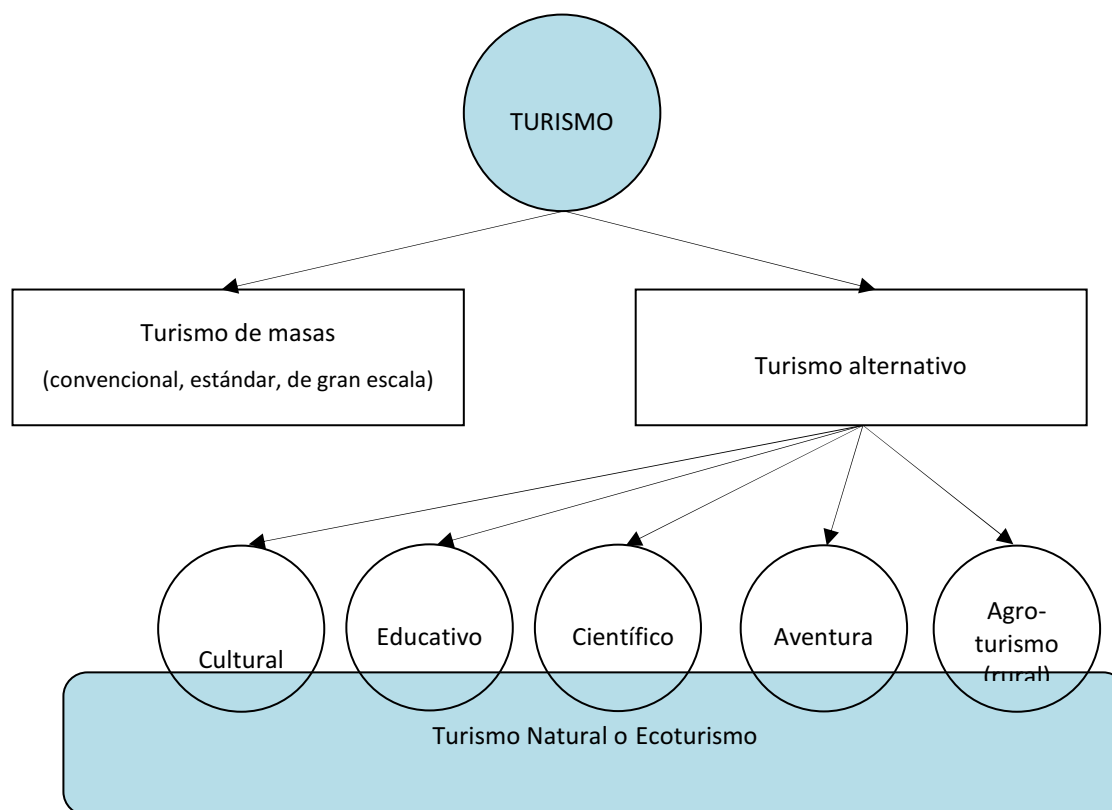 TURISMO
Turismo de masas
(convencional, estándar, de gran escala)
Turismo alternativo
Cultural
Educativo
Científico
Aventura
Agro-
turismo
(rural)
Turismo Natural o Ecoturismo